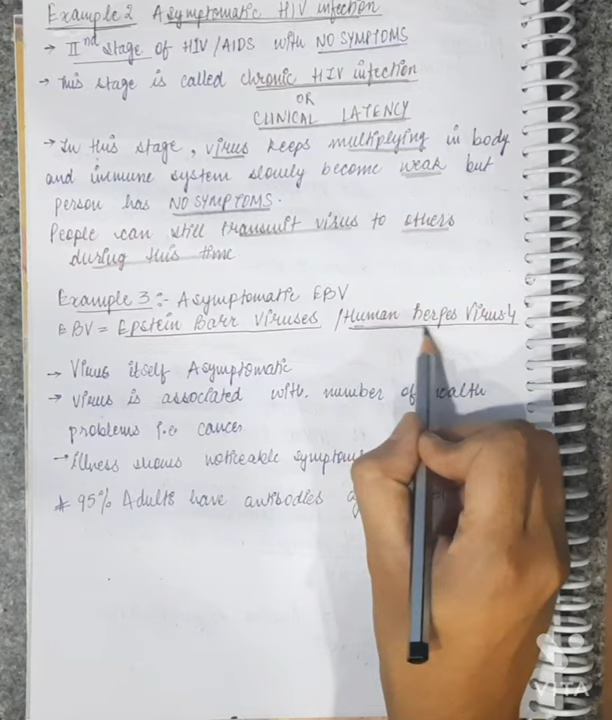 Example 2 Asymptomatic HIV infection
→ IInd stage of HIV/AIDS with NO SYMPTOMS
→ This stage is called chronic HIV infection
OR
CLINICAL LATENCY
→ In this stage, virus keeps multiplying in body
and immune system slowly become weak but
person has NO SYMPTOMS.
People can still transmit virus to others
during this time
Example 3 :- Asymptomatic EBV
EBV = Epstein Barr Viruses / Human herpes Virus 4
→ Virus itself Asymptomatic
→ virus is associated with number of health
problems i.e cancer
→ illness shows noticeable symptoms
* 95% Adults have antibodies
VITA